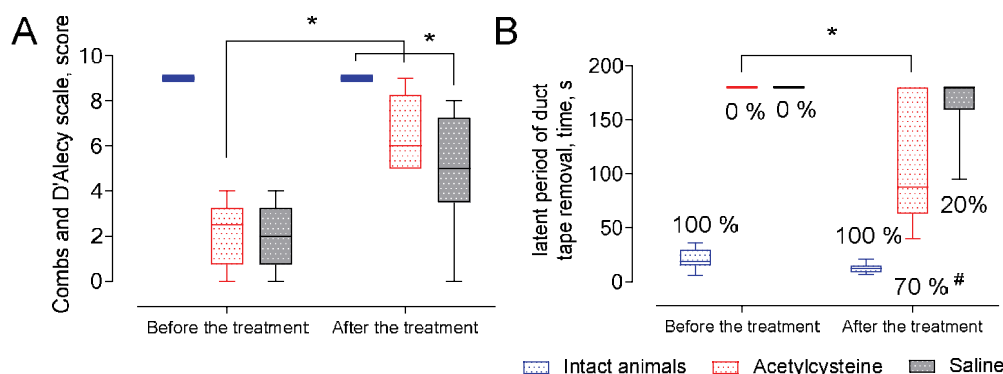 A
Combs and D'Alecy scale, score
10
8
6
4
2
0
*
*
Before the treatment
After the treatment
B
latent period of duct
tape removal, time, s
200
150
100
50
0
*
0 %
0 %
100 %
100 %
20%
70 % #
Before the treatment
After the treatment
Intact animals
Acetylcysteine
Saline